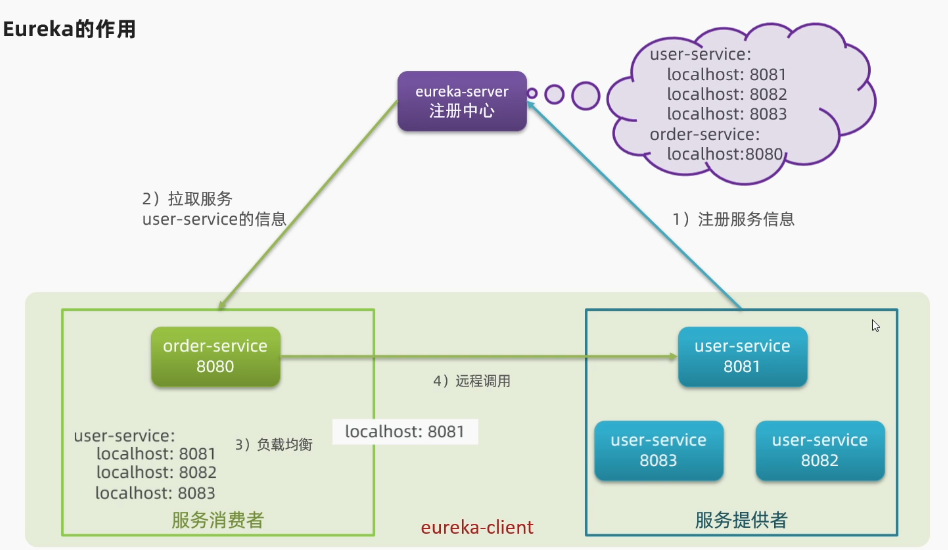 Eureka的作用
eureka-server
注册中心
user-service:
localhost: 8081
localhost: 8082
localhost: 8083
order-service:
localhost:8080
2）拉取服务
user-service的信息
1）注册服务信息
order-service
8080
user-service
8081
4）远程调用
user-service:
localhost: 8081
localhost: 8082
localhost: 8083
3）负载均衡
localhost: 8081
user-service
8083
user-service
8082
服务消费者
eureka-client
服务提供者